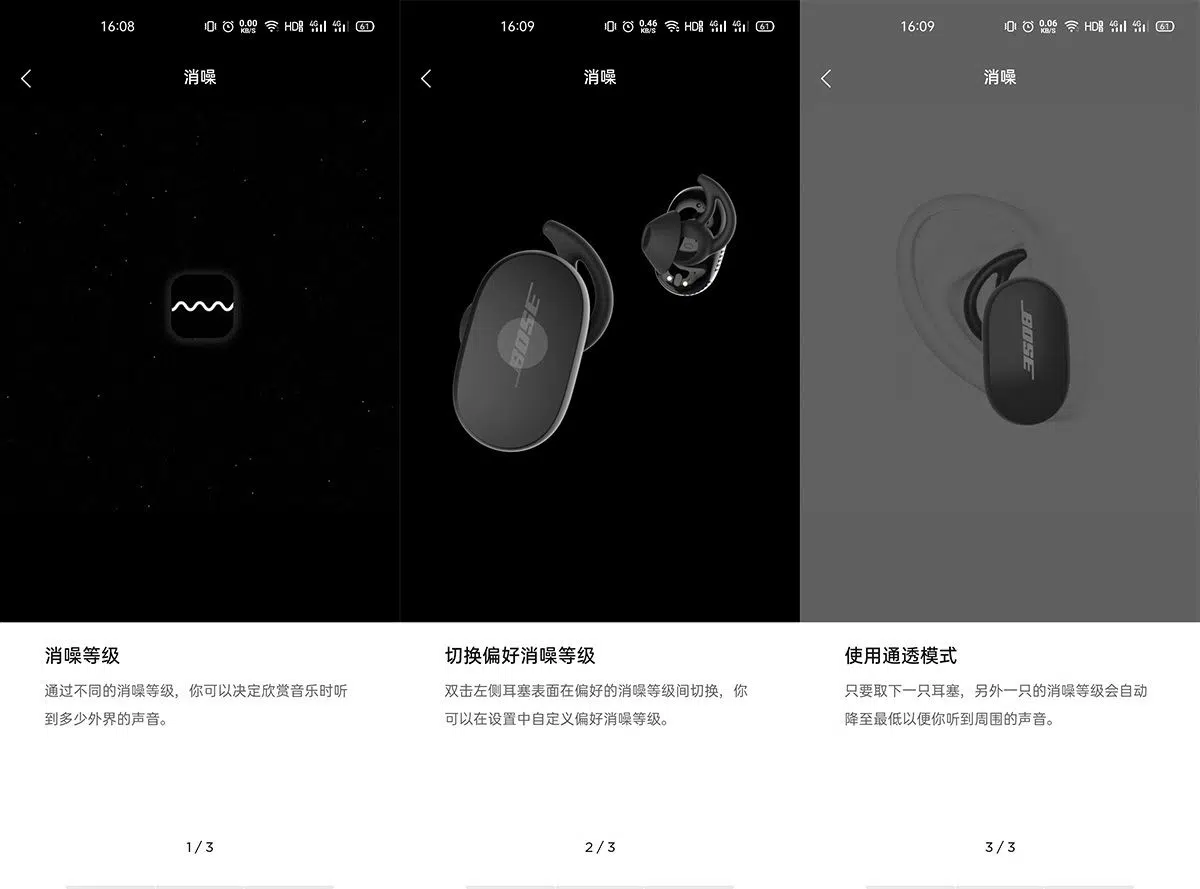 16:08
0.00
KB/S
HD
4G
4G
61
消噪
消噪等级
通过不同的消噪等级，你可以决定欣赏音乐时听
到多少外界的声音。
1 / 3
16:09
0.46
KB/S
HD
4G
4G
61
消噪
BOSE
切换偏好消噪等级
双击左侧耳塞表面在偏好的消噪等级间切换，你
可以在设置中自定义偏好消噪等级。
2 / 3
16:09
0.06
KB/S
HD
4G
4G
61
消噪
BOSE
使用通透模式
只要取下一只耳塞，另外一只的消噪等级会自动
降至最低以便你听到周围的声音。
3 / 3